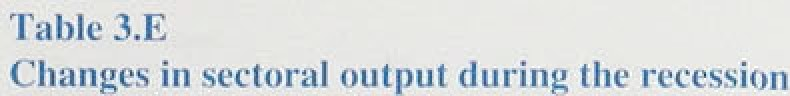 Table 3.E
Changes in sectoral output during the recession